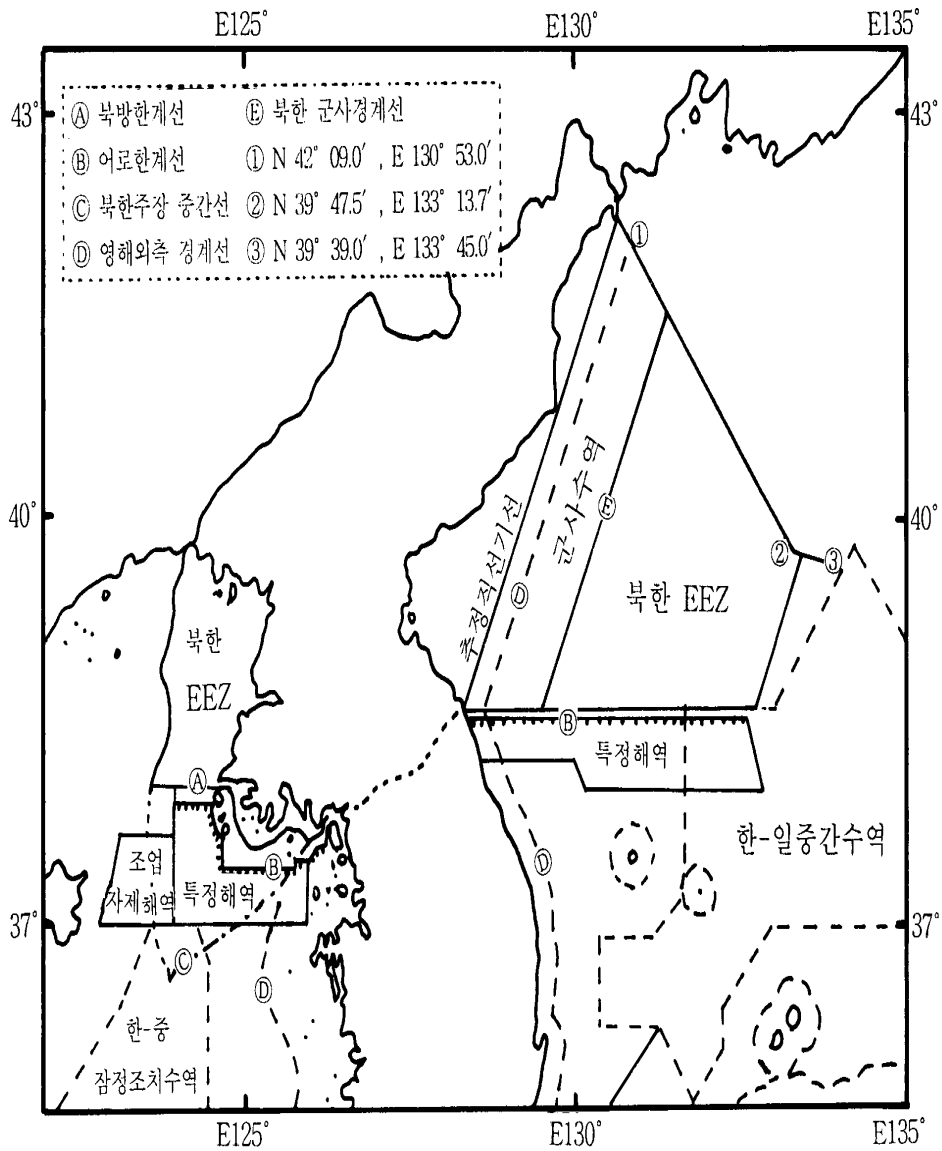 E125° E130° E135°
43° 43°
Ⓐ 북방한계선 Ⓔ 북한 군사경계선
Ⓑ 어로한계선 ① N 42° 09.0′ , E 130° 53.0′
Ⓒ 북한주장 중간선 ② N 39° 47.5′ , E 133° 13.7′
Ⓓ 영해외측 경계선 ③ N 39° 39.0′ , E 133° 45.0′
①
군사수역
Ⓔ
추정직선기선
40° 40°
② ③
Ⓓ
북한 EEZ
북한
EEZ
Ⓑ
특정해역
Ⓐ
한-일중간수역
조업
자제해역
특정해역
Ⓑ
Ⓓ
37° 37°
Ⓒ
Ⓓ
한-중
잠정조치수역
E125° E130° E135°